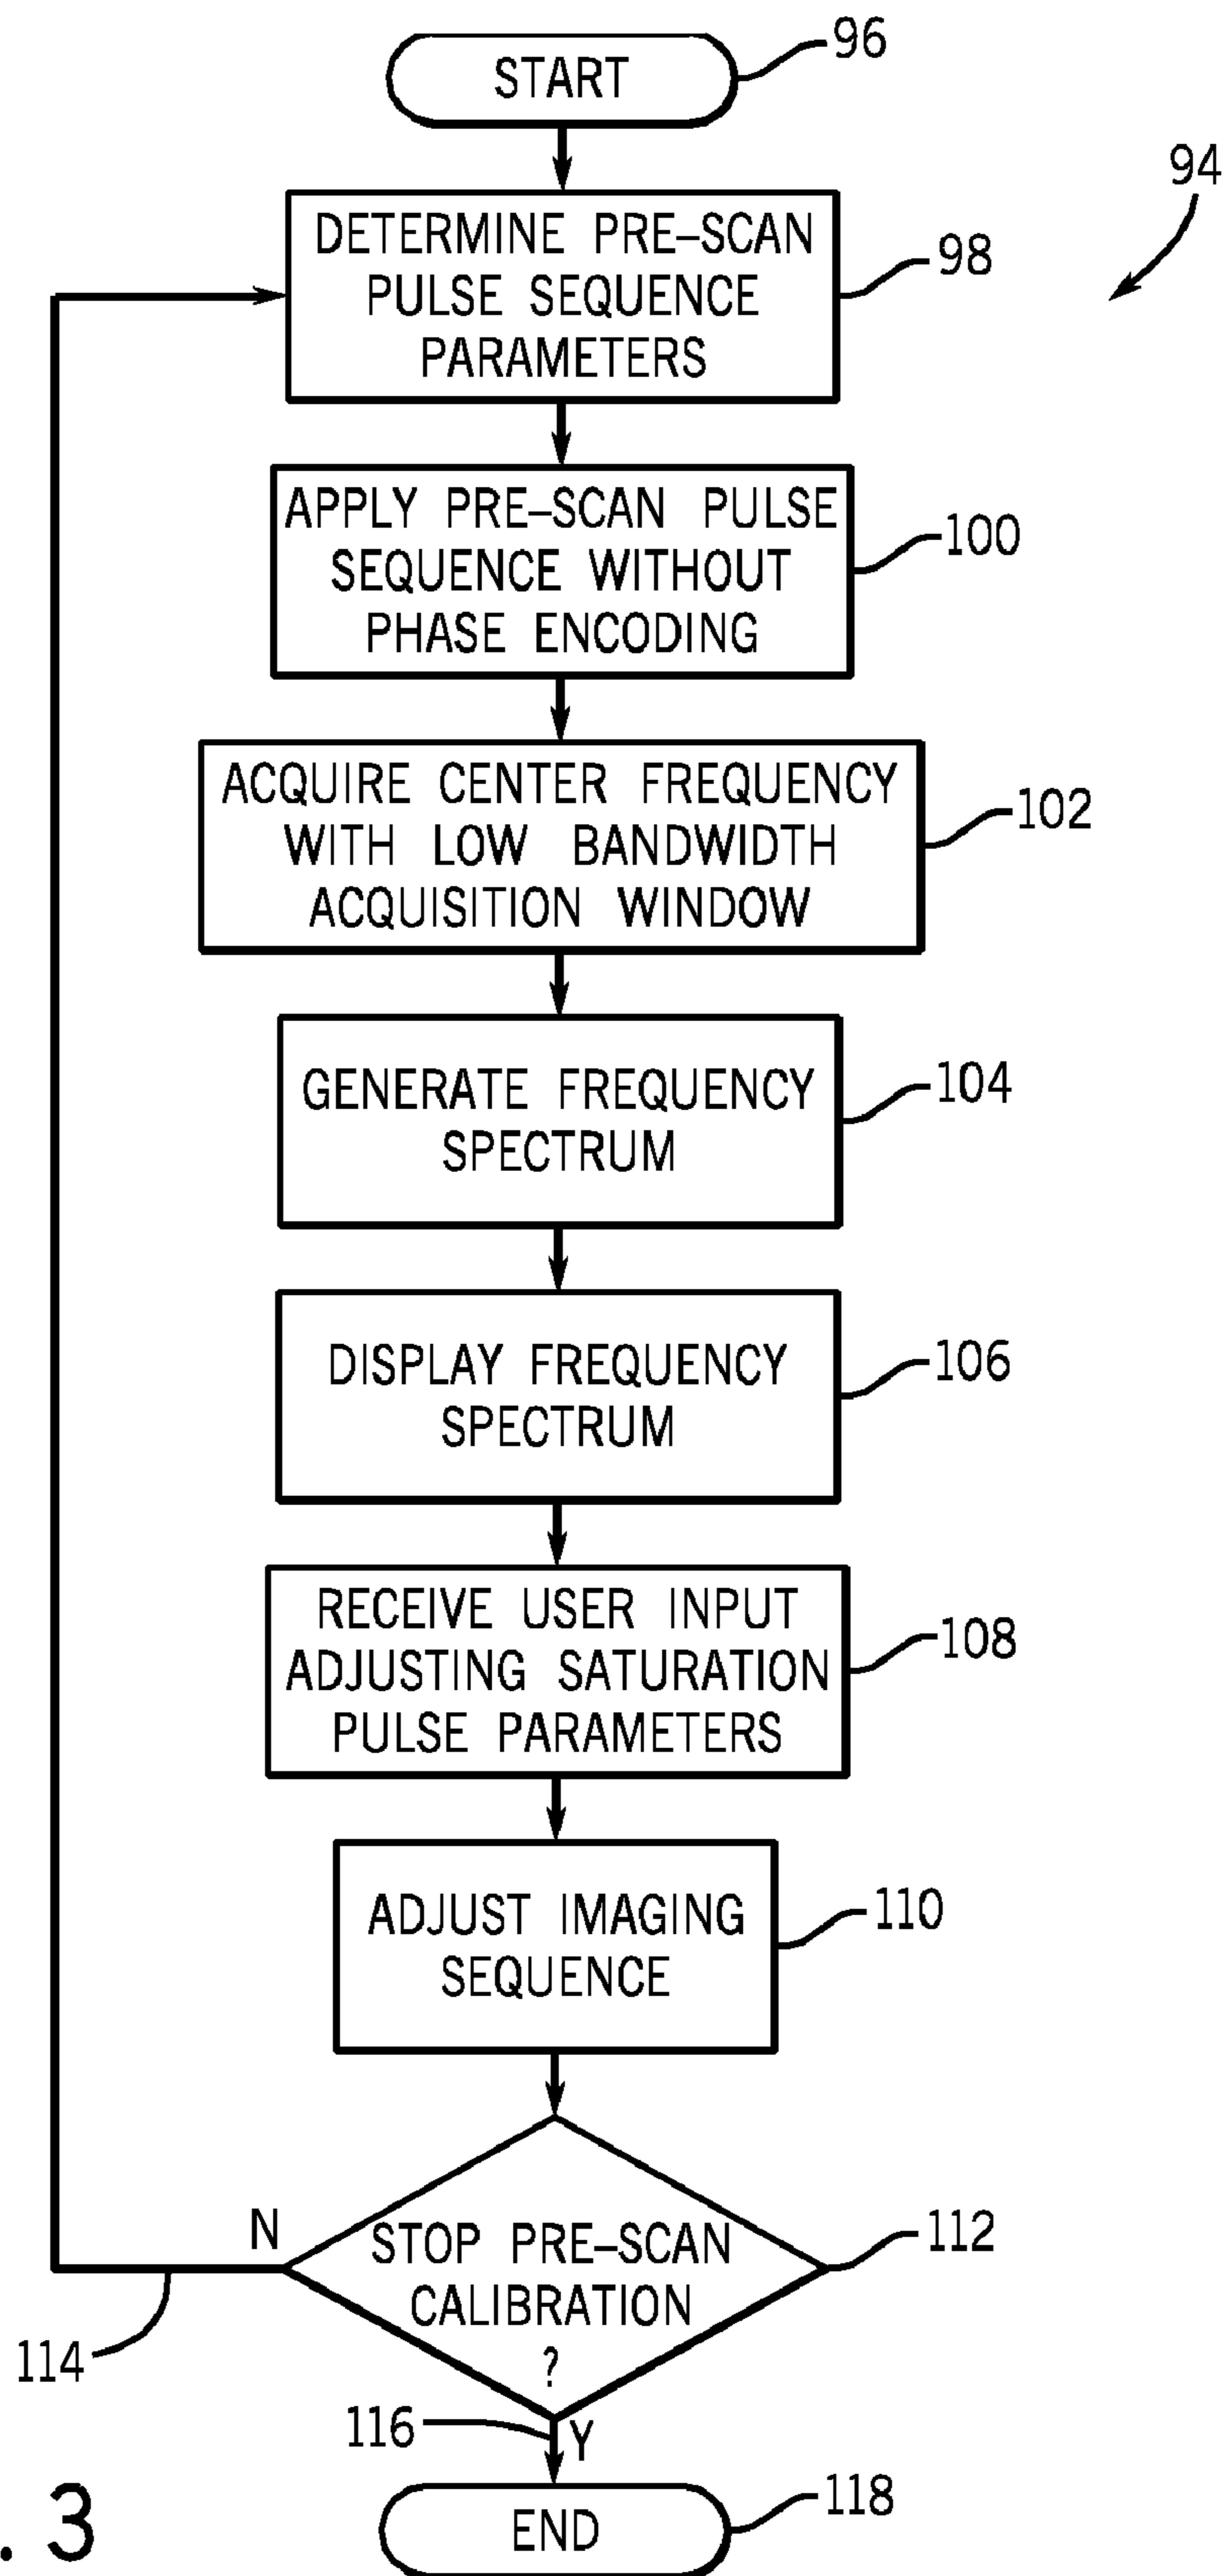 START
96
94
DETERMINE PRE–SCAN
PULSE SEQUENCE
PARAMETERS
98
APPLY PRE–SCAN PULSE
SEQUENCE WITHOUT
PHASE ENCODING
100
ACQUIRE CENTER FREQUENCY
WITH LOW BANDWIDTH
ACQUISITION WINDOW
102
GENERATE FREQUENCY
SPECTRUM
104
DISPLAY FREQUENCY
SPECTRUM
106
RECEIVE USER INPUT
ADJUSTING SATURATION
PULSE PARAMETERS
108
ADJUST IMAGING
SEQUENCE
110
N
STOP PRE–SCAN
CALIBRATION
?
112
114
116
Y
END
118
. 3